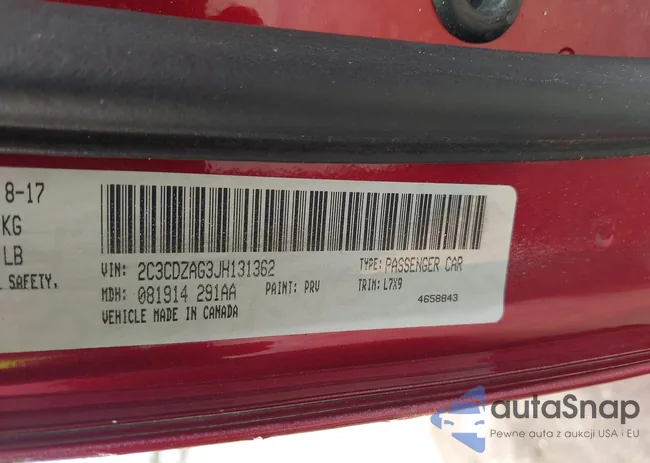 8-17
KG
LB
SAFETY.
VIN: 2C3CDZAG3JH131362 TYPE: PASSENGER CAR
MDH: 081914 291AA PAINT: PRV TRIM: L7X9
4658843
VEHICLE MADE IN CANADA
autaSnap
Pewne auta z aukcji USA i EU